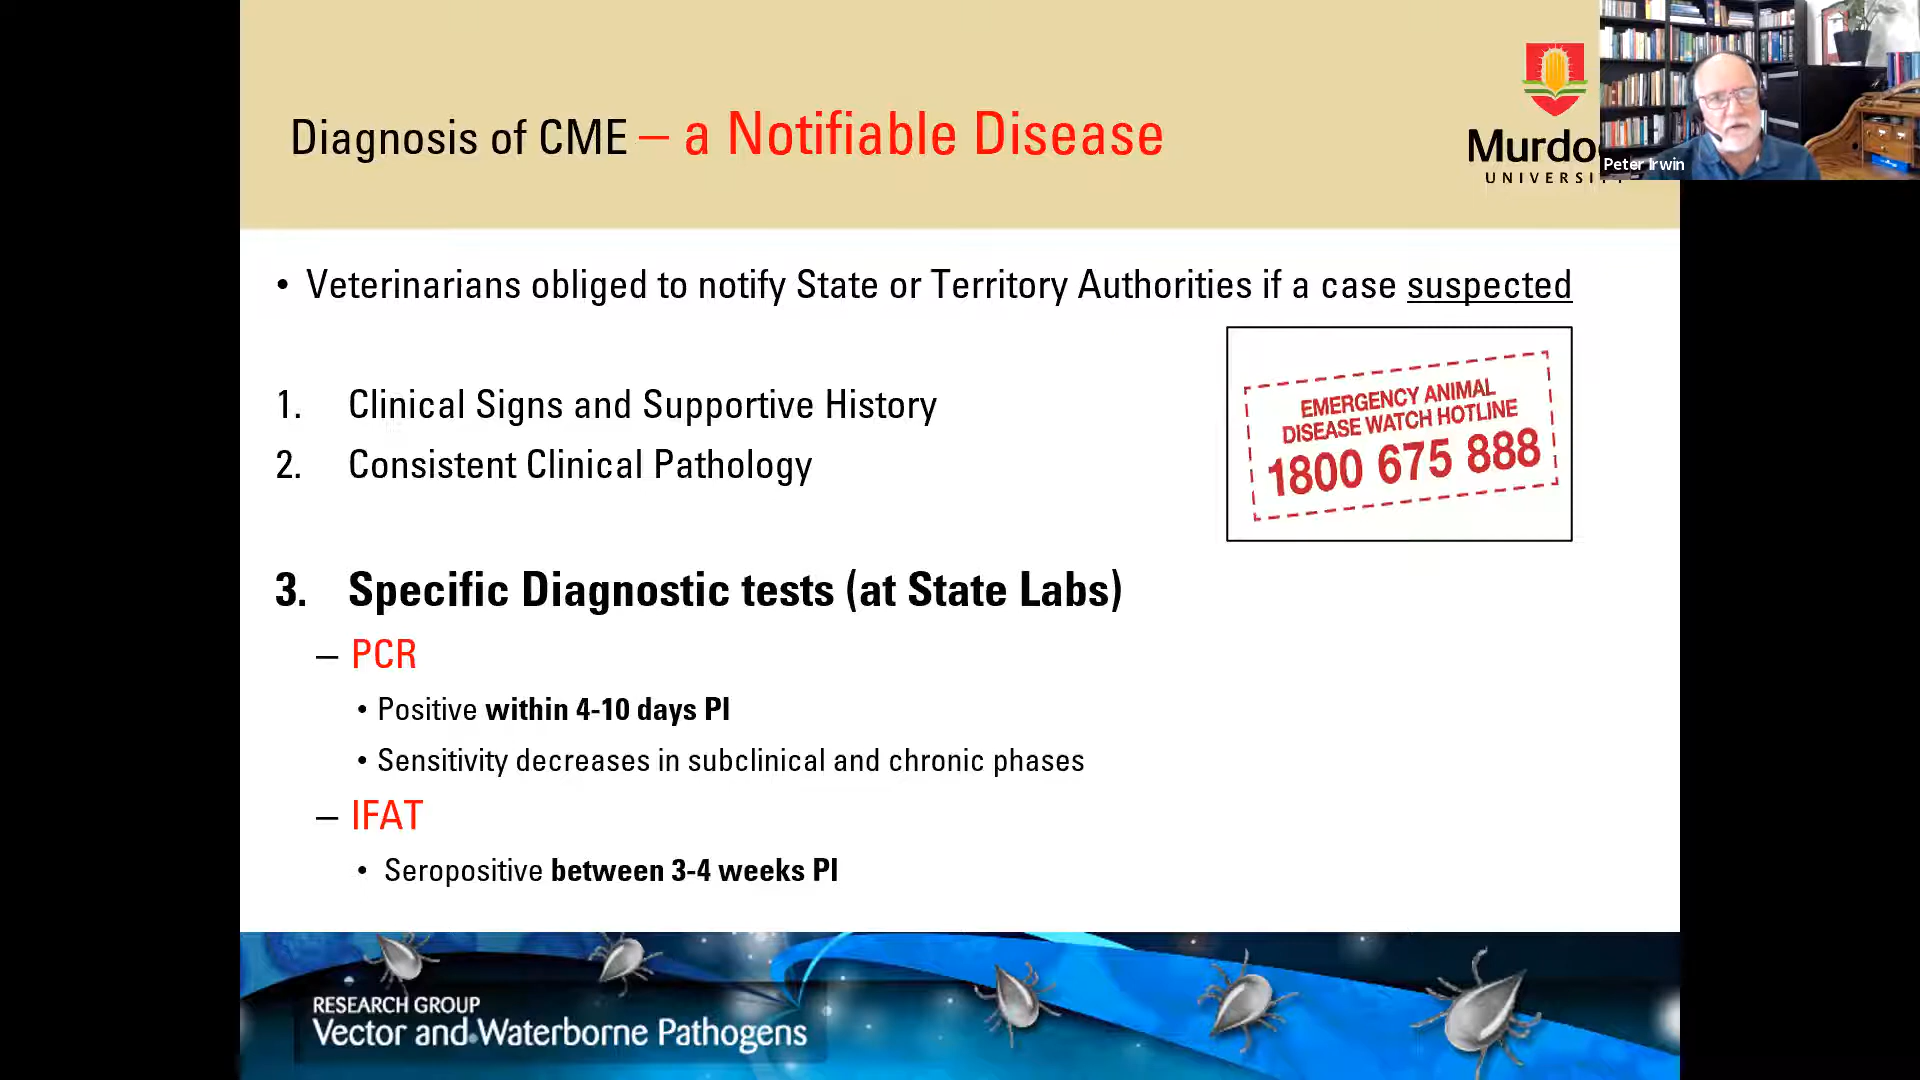 Diagnosis of CME – a Notifiable Disease
UNIVERSI
Peter Irwin
• Veterinarians obliged to notify State or Territory Authorities if a case suspected
1. Clinical Signs and Supportive History
2. Consistent Clinical Pathology
EMERGENCY ANIMAL
DISEASE WATCH HOTLINE
1800 675 888
3. Specific Diagnostic tests (at State Labs)
– PCR
• Positive within 4-10 days PI
• Sensitivity decreases in subclinical and chronic phases
– IFAT
• Seropositive between 3-4 weeks PI
RESEARCH GROUP
Vector and Waterborne Pathogens